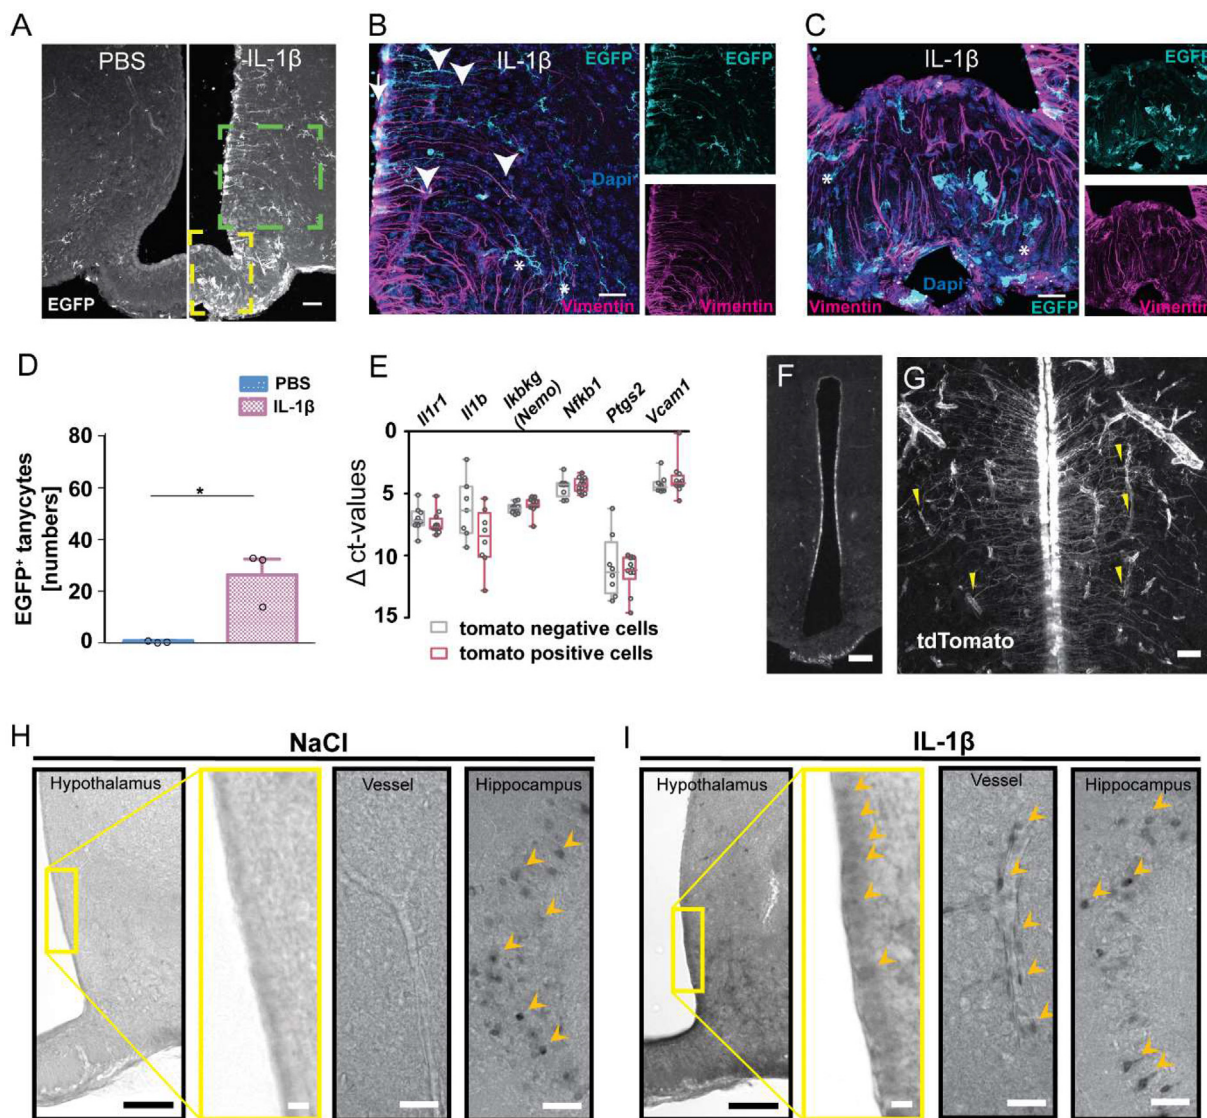 A
PBS
IL-1β
EGFP
B
IL-1β
EGFP
Dapi
Vimentin
EGFP
Vimentin
C
IL-1β
Vimentin
Dapi
EGFP
EGFP
Vimentin
D
PBS
IL-1β
EGFP+ tanycytes
[numbers]
80
60
40
20
0
*
E
Il1r1
Il1b
Ikbkg
(Nemo)
Nfkb1
Ptgs2
Vcam1
Δ ct-values
0
5
10
15
tomato negative cells
tomato positive cells
F
G
tdTomato
H
NaCl
Hypothalamus
Vessel
Hippocampus
I
IL-1β
Hypothalamus
Vessel
Hippocampus